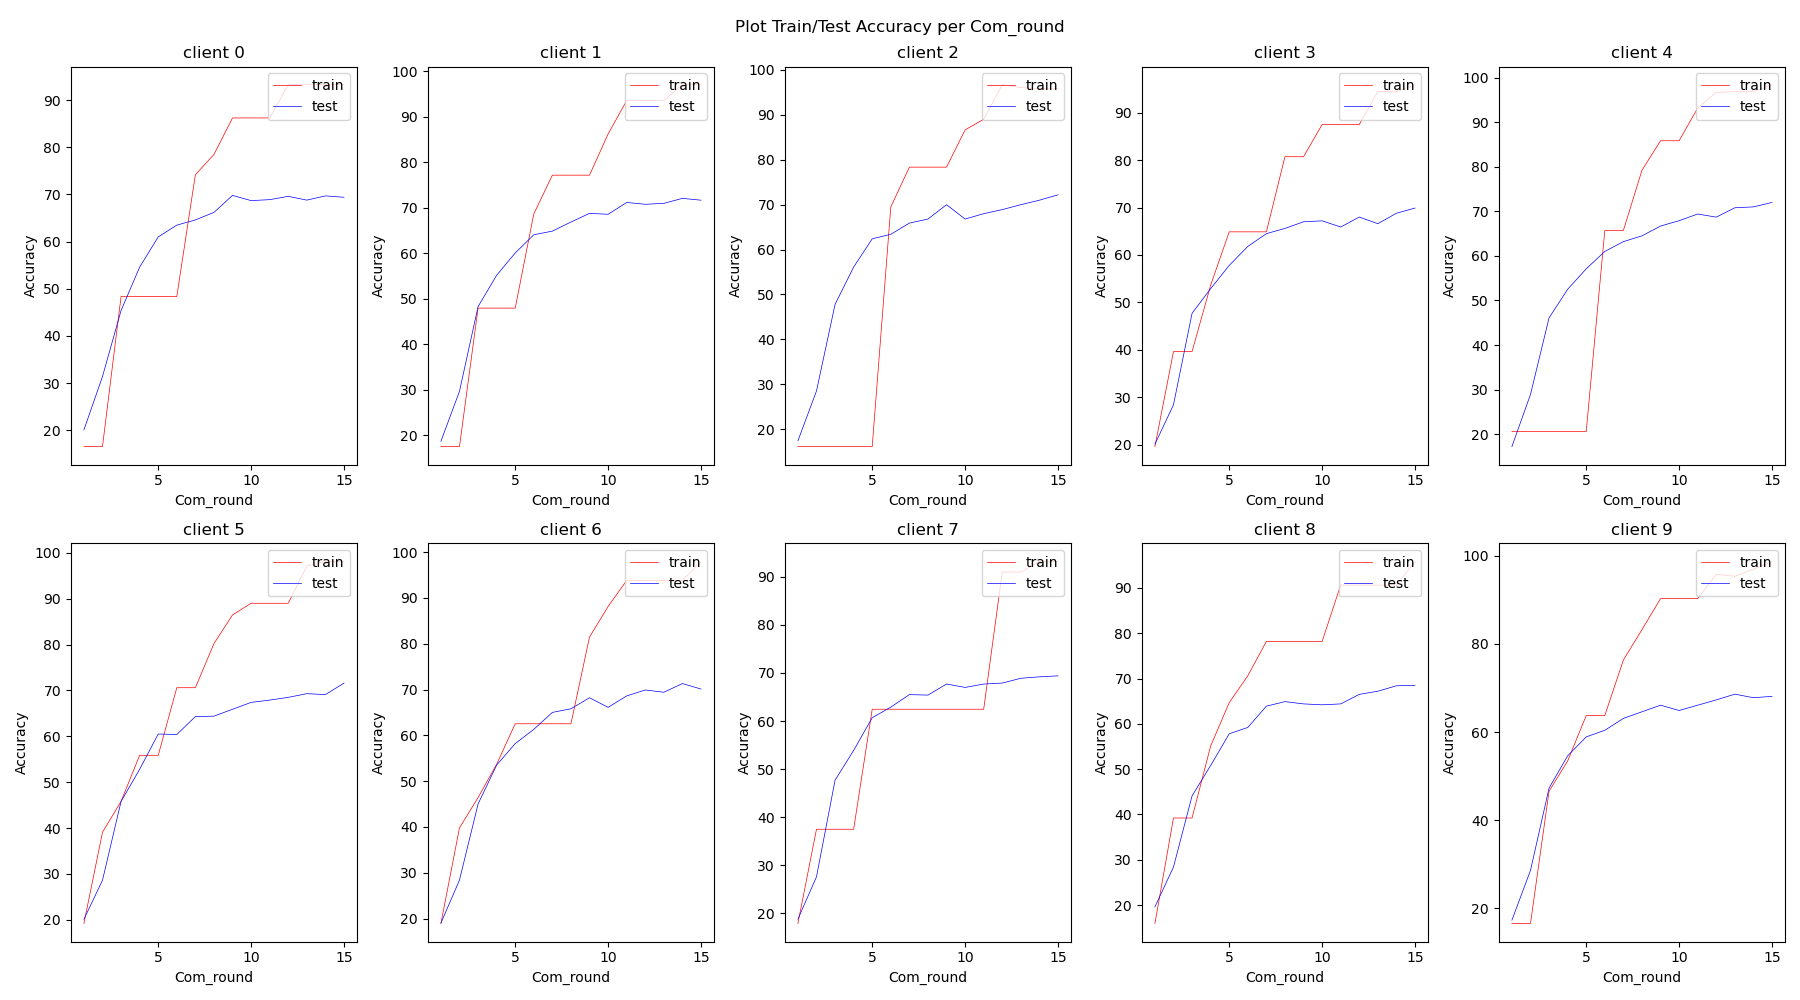 Plot Train/Test Accuracy per Com_round
client 0
90
80
70
60
50
40
30
20
Accuracy
5 10 15
Com_round
train
test
client 1
100
90
80
70
60
50
40
30
20
Accuracy
5 10 15
Com_round
train
test
client 2
100
90
80
70
60
50
40
30
20
Accuracy
5 10 15
Com_round
train
test
client 3
90
80
70
60
50
40
30
20
Accuracy
5 10 15
Com_round
train
test
client 4
100
90
80
70
60
50
40
30
20
Accuracy
5 10 15
Com_round
train
test
client 5
100
90
80
70
60
50
40
30
20
Accuracy
5 10 15
Com_round
train
test
client 6
100
90
80
70
60
50
40
30
20
Accuracy
5 10 15
Com_round
train
test
client 7
90
80
70
60
50
40
30
20
Accuracy
5 10 15
Com_round
train
test
client 8
90
80
70
60
50
40
30
20
Accuracy
5 10 15
Com_round
train
test
client 9
100
80
60
40
20
Accuracy
5 10 15
Com_round
train
test